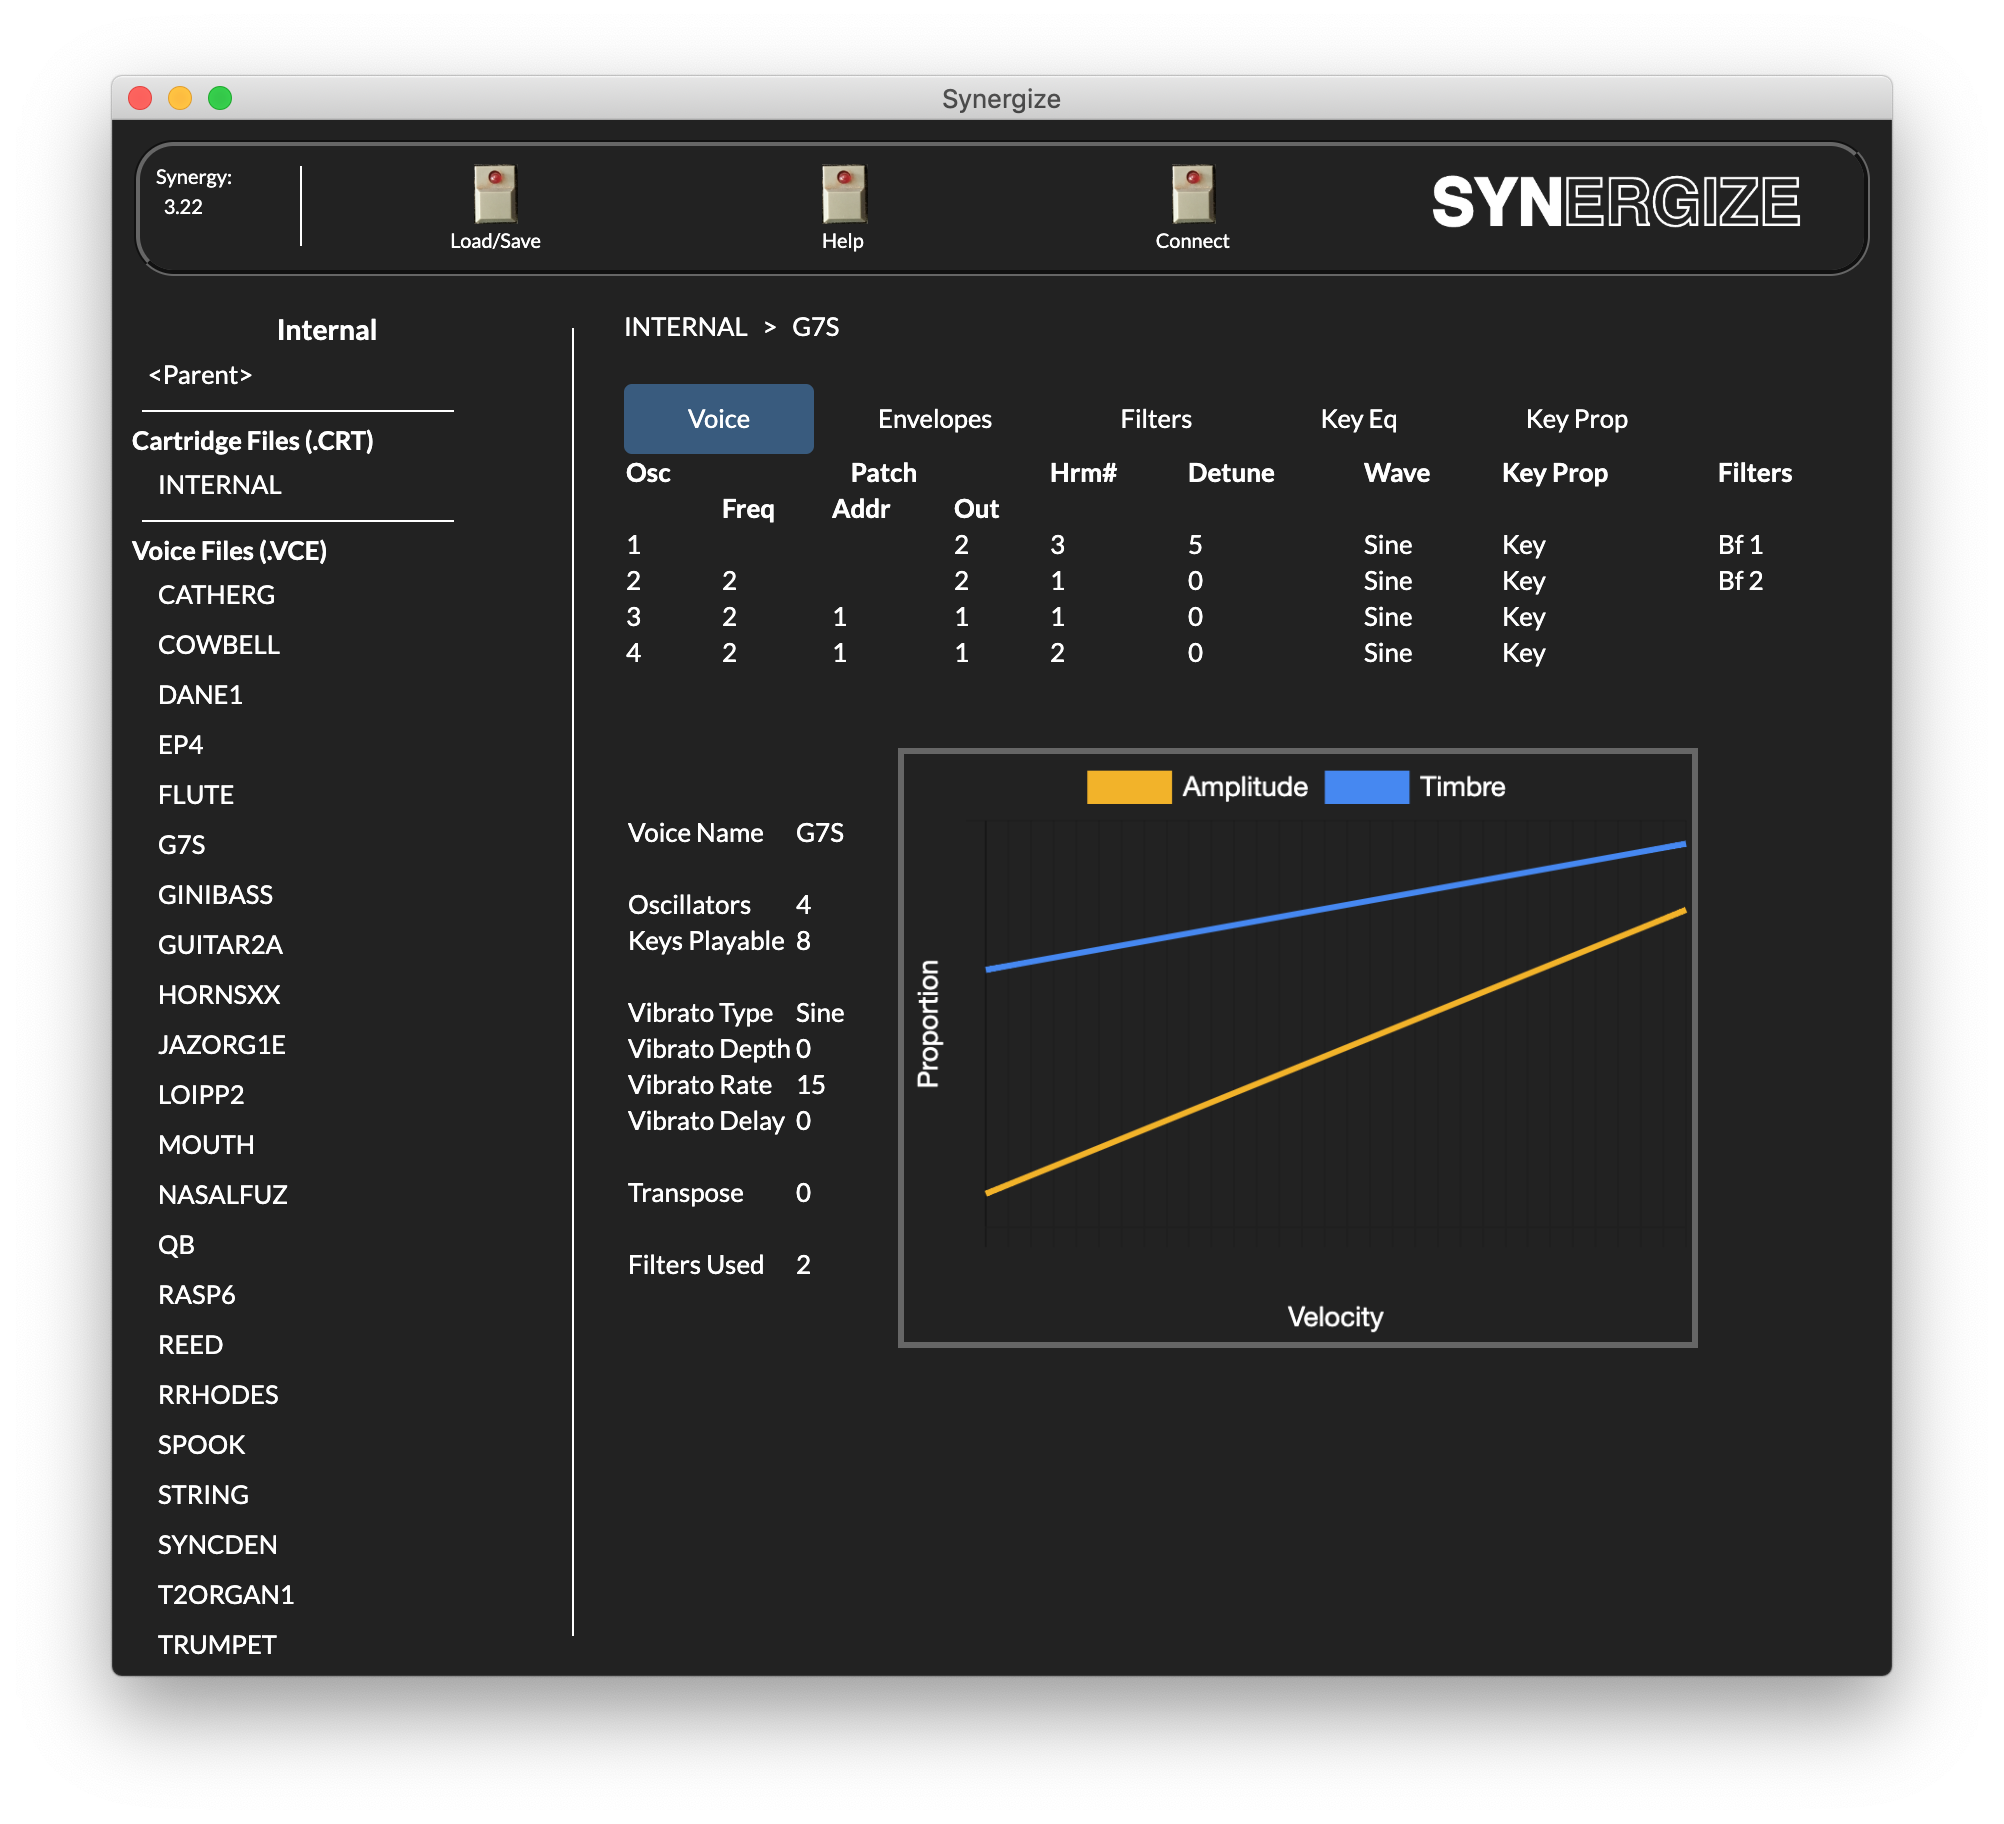 Synergize
Synergy:
3.22
Load/Save
Help
Connect
SYNERGIZE
Internal
<Parent>
Cartridge Files (.CRT)
INTERNAL
Voice Files (.VCE)
CATHERG
COWBELL
DANE1
EP4
FLUTE
G7S
GINIBASS
GUITAR2A
HORNSXX
JAZORG1E
LOIPP2
MOUTH
NASALFUZ
QB
RASP6
REED
RRHODES
SPOOK
STRING
SYNCDEN
T2ORGAN1
TRUMPET
INTERNAL > G7S
Voice Envelopes Filters Key Eq Key Prop
Osc Patch Hrm# Detune Wave Key Prop Filters
Freq Addr Out
1 2 3 5 Sine Key Bf 1
2 2 2 1 0 Sine Key Bf 2
3 2 1 1 1 0 Sine Key
4 2 1 1 2 0 Sine Key
Voice Name G7S
Oscillators 4
Keys Playable 8
Vibrato Type Sine
Vibrato Depth 0
Vibrato Rate 15
Vibrato Delay 0
Transpose 0
Filters Used 2
Amplitude Timbre
Proportion
Velocity